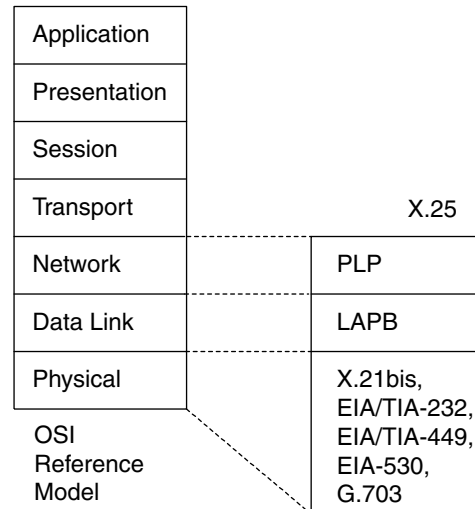 Application
Presentation
Session
Transport
X.25
Network
PLP
Data Link
LAPB
Physical
X.21bis,
EIA/TIA-232,
EIA/TIA-449,
EIA-530,
G.703
OSI
Reference
Model